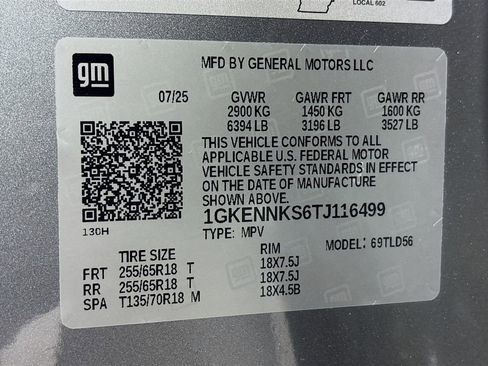 LOCAL 602
gm
MFD BY GENERAL MOTORS LLC
07/25 GVWR GAWR FRT GAWR RR
2900 KG 1450 KG 1600 KG
6394 LB 3196 LB 3527 LB
THIS VEHICLE CONFORMS TO ALL
APPLICABLE U.S. FEDERAL MOTOR
VEHICLE SAFETY STANDARDS IN EFFECT
ON THE DATE OF MANUFACTURE
SHOWN ABOVE.
1GKENNKS6TJ116499
130H
TYPE: MPV MODEL: 69TLD56
TIRE SIZE RIM
FRT 255/65R18 T 18X7.5J
RR 255/65R18 T 18X7.5J
SPA T135/70R18 M 18X4.5B